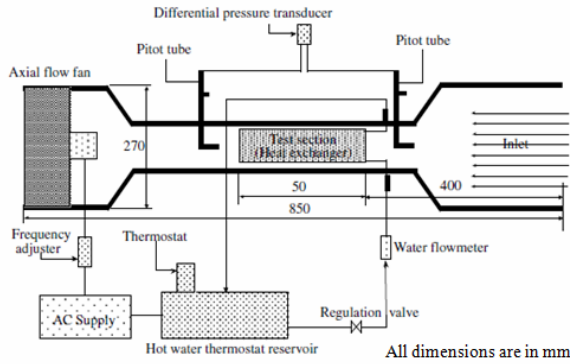 Differential pressure transducer
Pitot tube
Pitot tube
Axial flow fan
270
Test section
(Heat exchanger)
Inlet
50
400
850
Frequency
adjuster
Thermostat
Water flowmeter
AC Supply
Regulation valve
Hot water thermostat reservoir
All dimensions are in mm